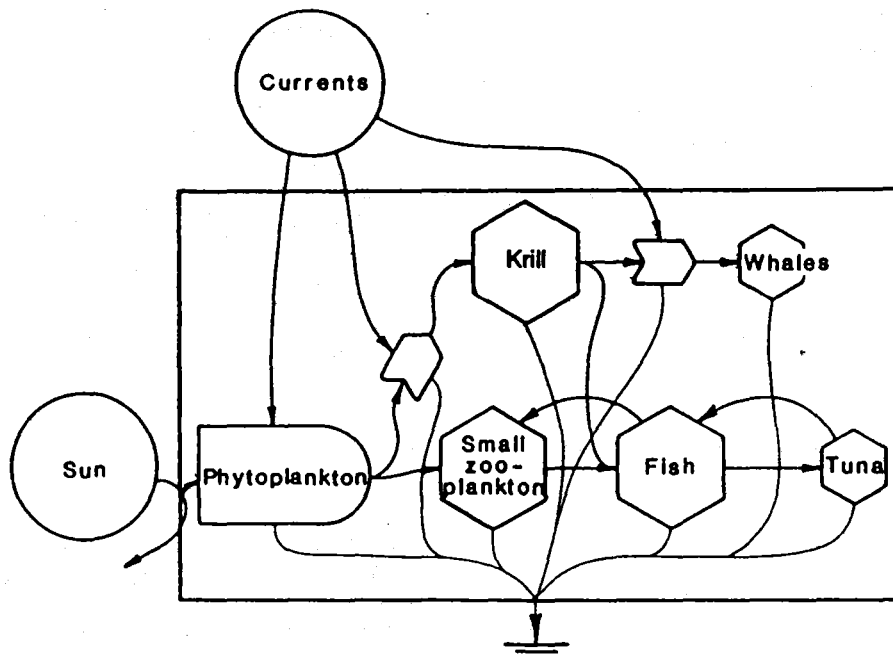 Currents
Krill
Whales
Sun
Phytoplankton
Small
zoo-
plankton
Fish
Tuna